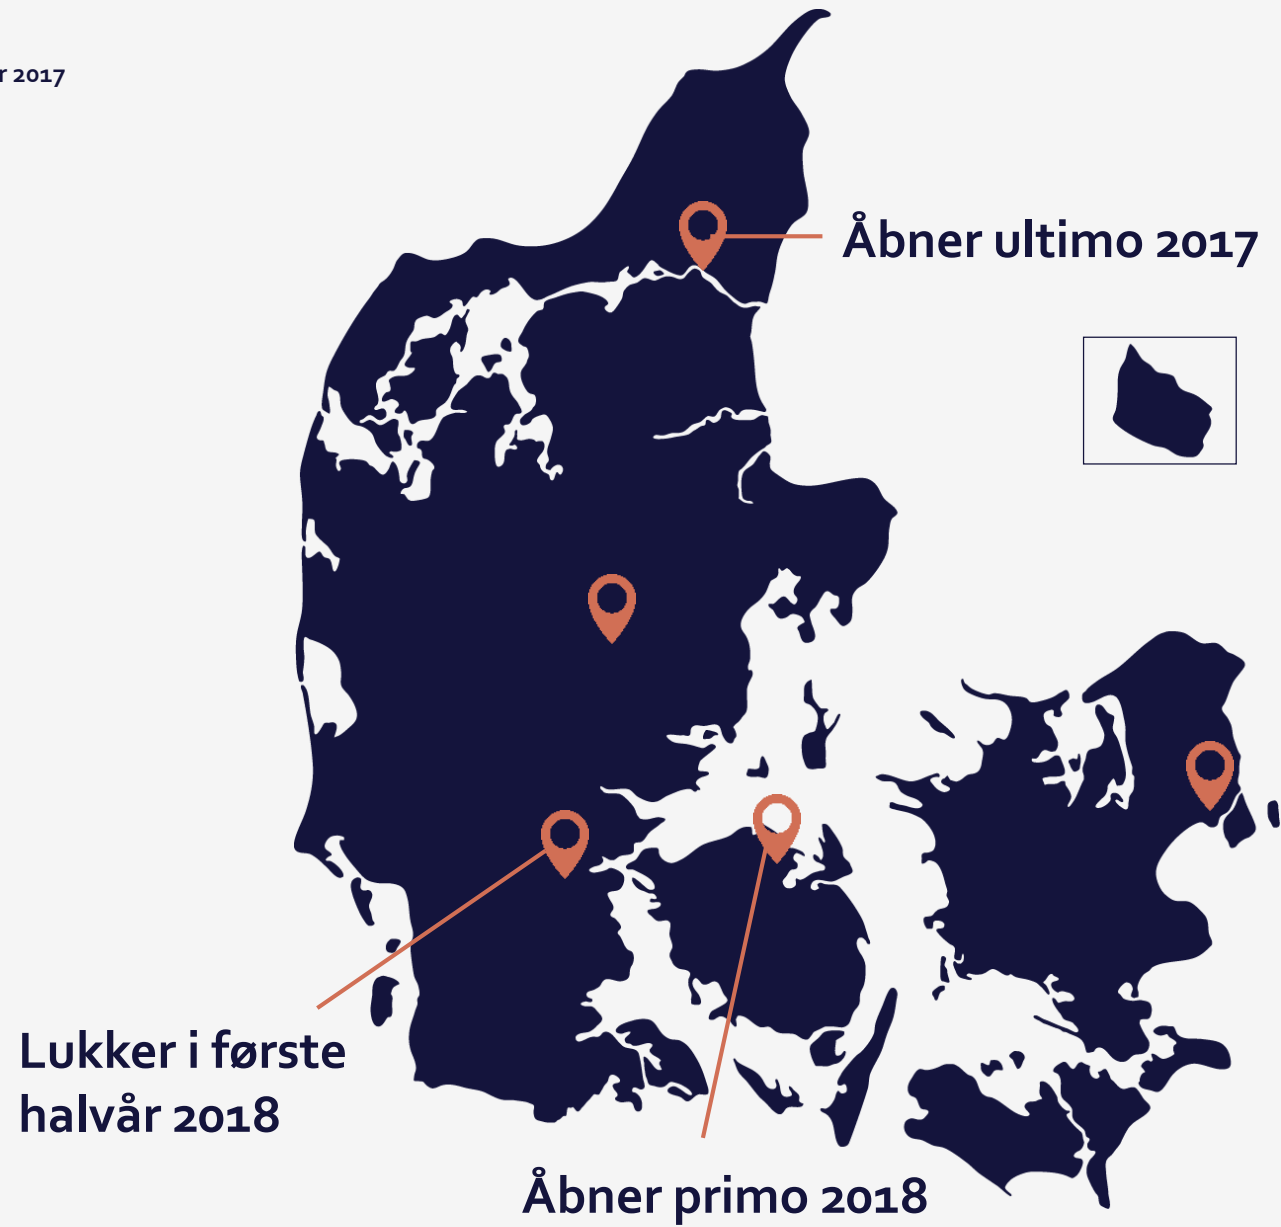 r 2017
Åbner ultimo 2017
Lukker i første
halvår 2018
Åbner primo 2018